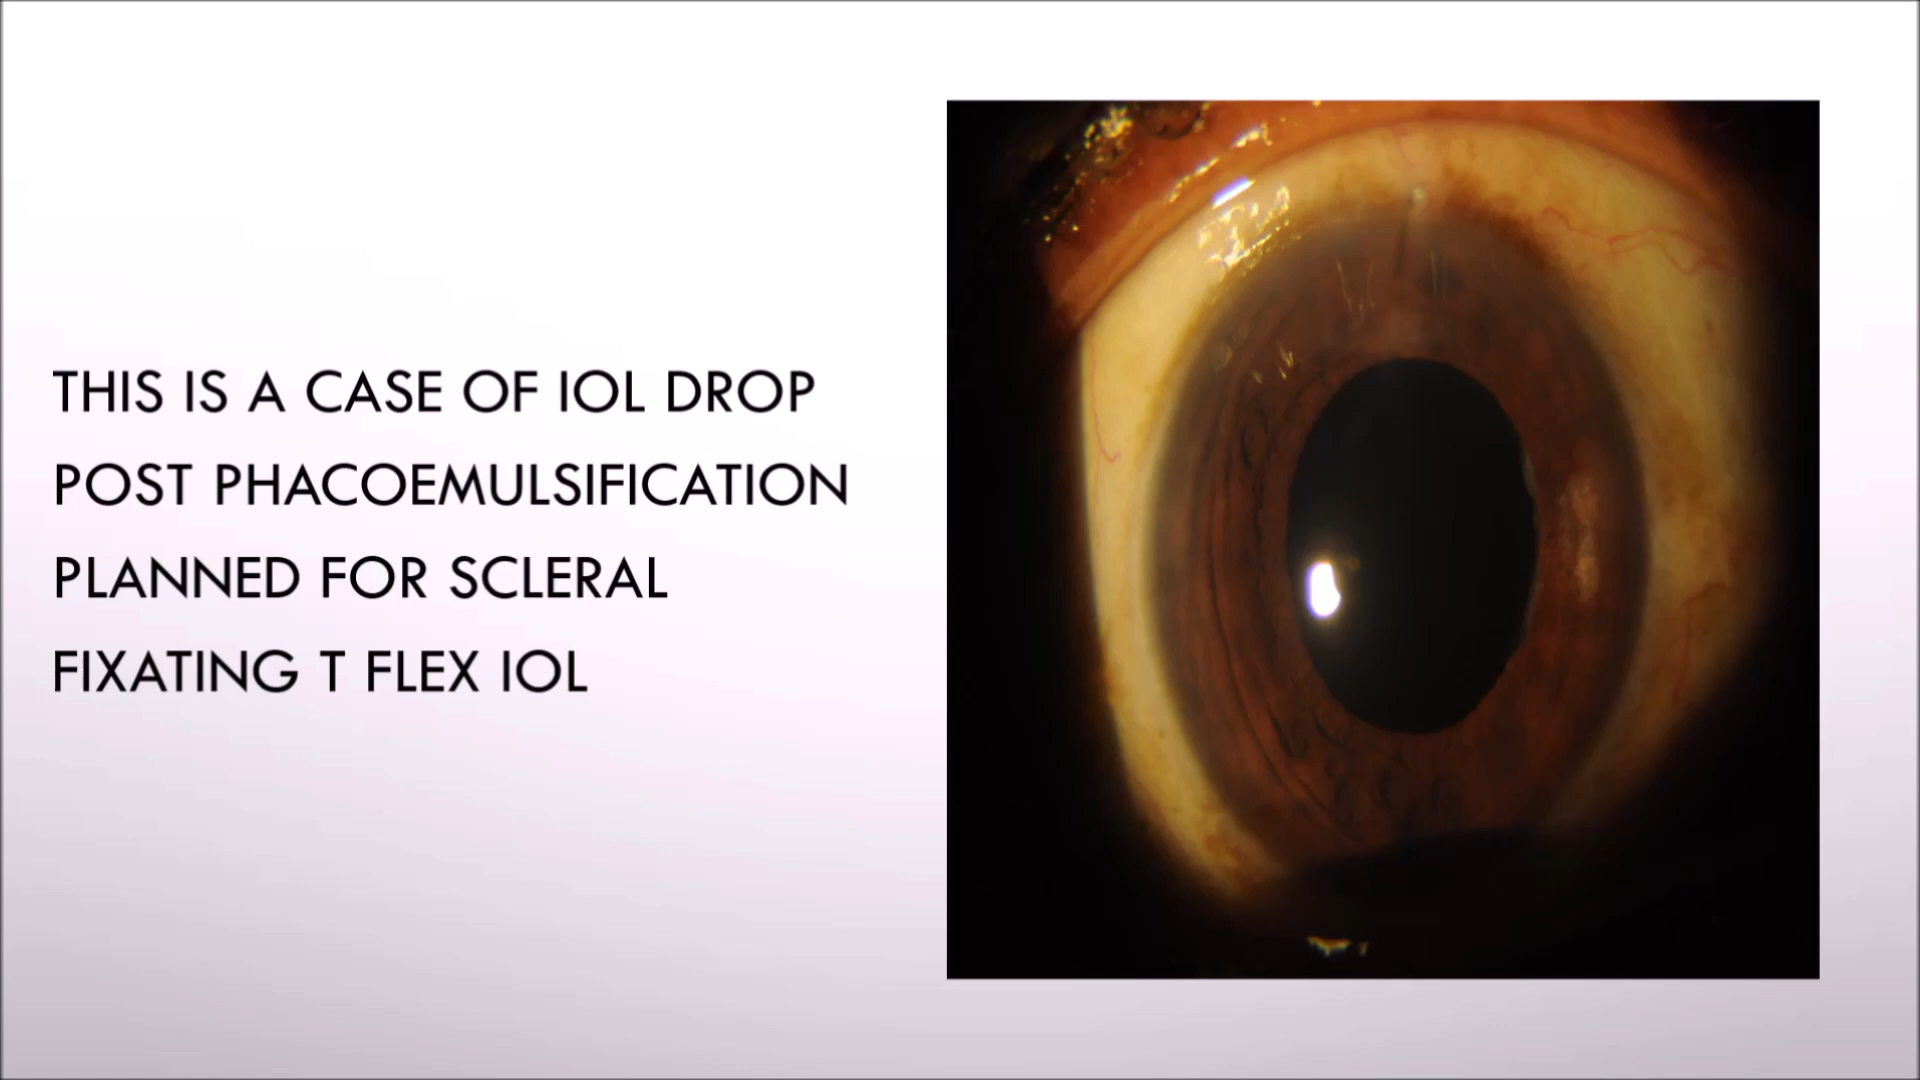 THIS IS A CASE OF IOL DROP
POST PHACOEMULSIFICATION
PLANNED FOR SCLERAL
FIXATING T FLEX IOL